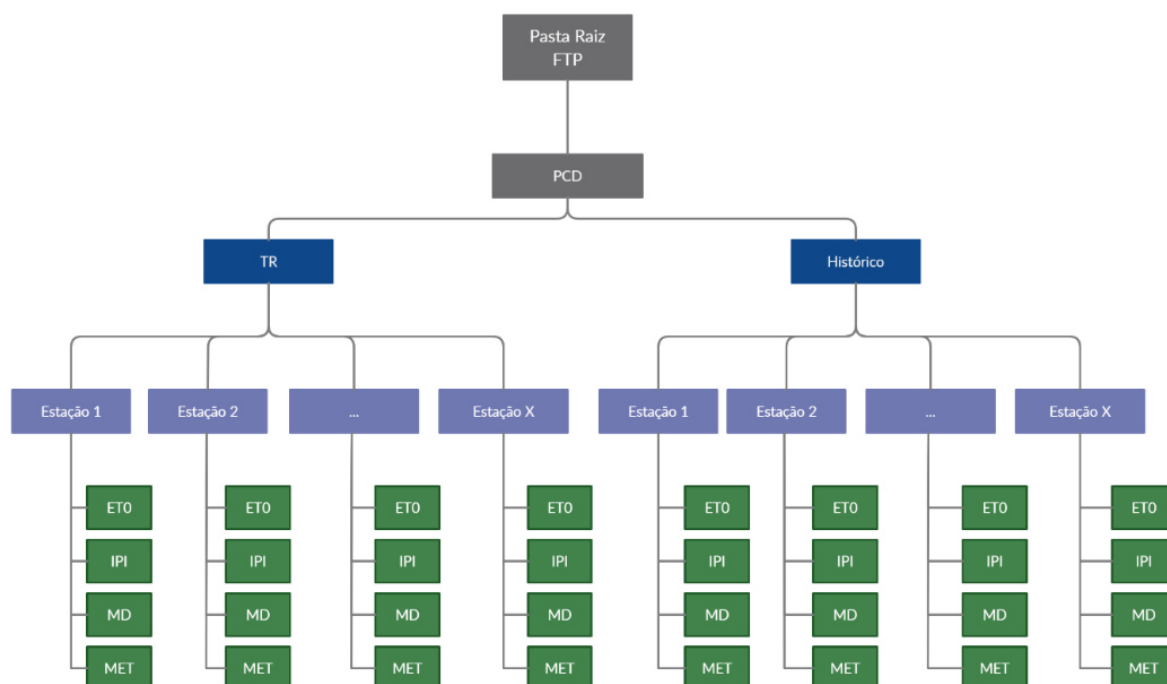 Pasta Raiz
FTP
PCD
TR
Histórico
Estação 1
Estação 2
...
Estação X
Estação 1
Estação 2
...
Estação X
ET0
ET0
ET0
ET0
ET0
ET0
ET0
ET0
IPI
IPI
IPI
IPI
IPI
IPI
IPI
IPI
MD
MD
MD
MD
MD
MD
MD
MD
MET
MET
MET
MET
MET
MET
MET
MET